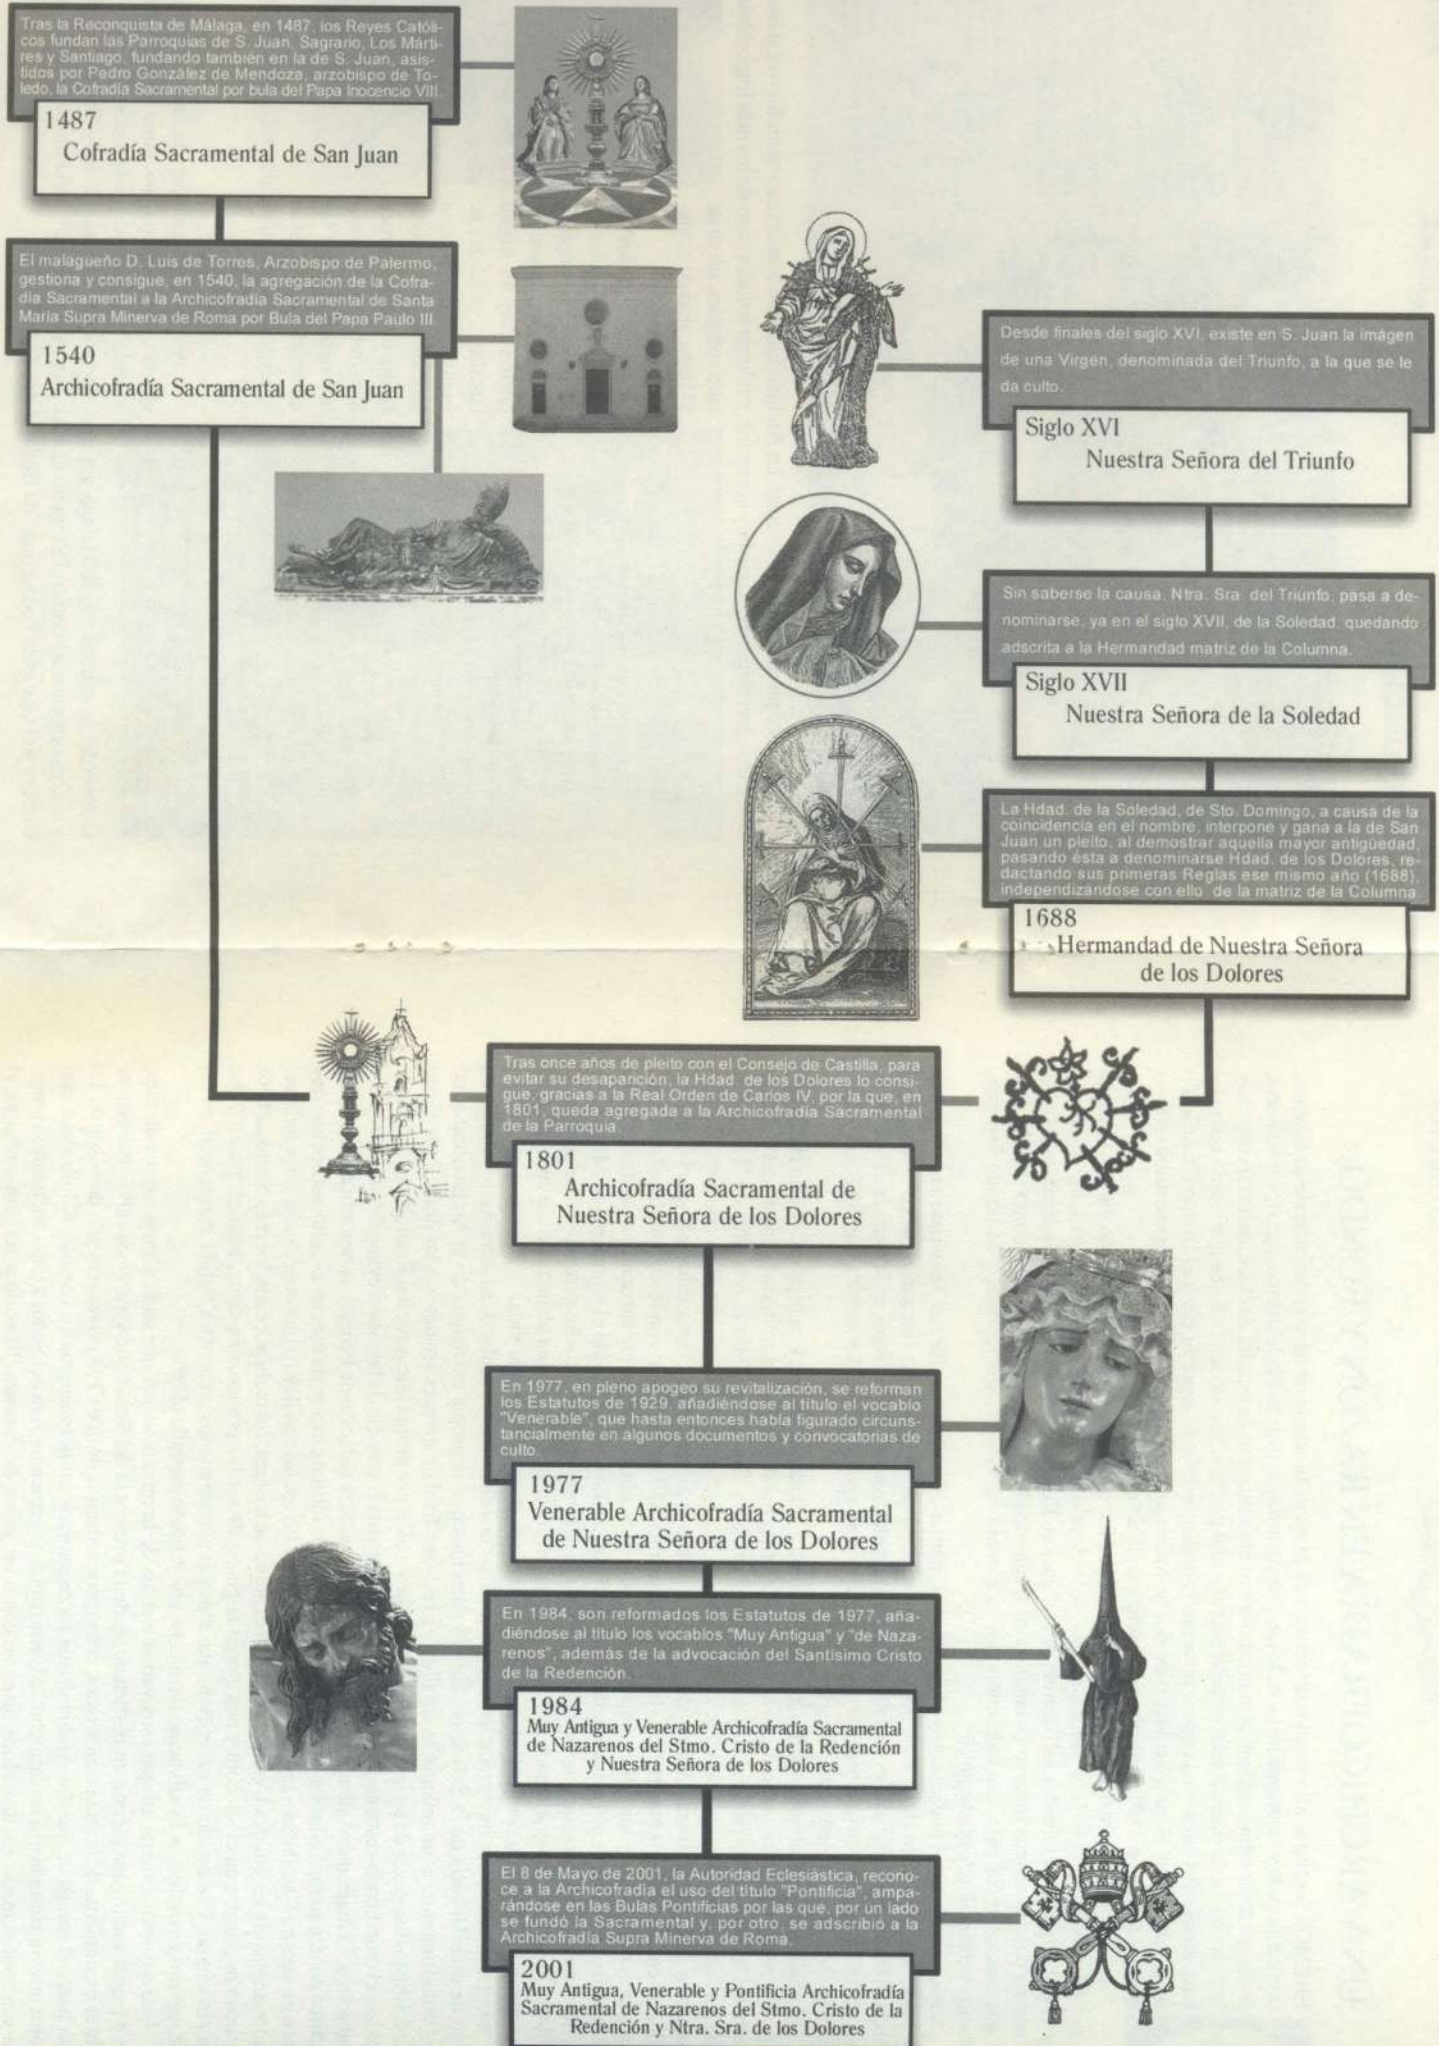 Tras la Reconquista de Málaga, en 1487, los Reyes Católi-
cos fundan las Parroquias de S. Juan, Sagrario, Los Márti-
res y Santiago, fundando también en la de S. Juan, asis-
tidos por Pedro González de Mendoza, arzobispo de To-
ledo, la Cofradía Sacramental por bula del Papa Inocencio VIII.
1487
Cofradía Sacramental de San Juan
El malagueño D. Luis de Torres, Arzobispo de Palermo,
gestiona y consigue, en 1540, la agregación de la Cofra-
día Sacramental a la Archicofradía Sacramental de Santa
María Supra Minerva de Roma por Bula del Papa Paulo III.
1540
Archicofradía Sacramental de San Juan
Desde finales del siglo XVI, existe en S. Juan la imágen
de una Virgen, denominada del Triunfo, a la que se le
da culto.
Siglo XVI
Nuestra Señora del Triunfo
Sin saberse la causa, Ntra. Sra. del Triunfo, pasa a de-
nominarse, ya en el siglo XVII, de la Soledad, quedando
adscrita a la Hermandad matriz de la Columna.
Siglo XVII
Nuestra Señora de la Soledad
La Hdad. de la Soledad, de Sto. Domingo, a causa de la
coincidencia en el nombre, interpone y gana a la de San
Juan un pleito, al demostrar aquella mayor antigüedad,
pasando ésta a denominarse Hdad. de los Dolores, re-
dactando sus primeras Reglas ese mismo año (1688),
independizándose con ello de la matriz de la Columna.
1688
Hermandad de Nuestra Señora
de los Dolores
Tras once años de pleito con el Consejo de Castilla, para
evitar su desaparición, la Hdad. de los Dolores lo consi-
gue, gracias a la Real Orden de Carlos IV, por la que, en
1801, queda agregada a la Archicofradía Sacramental
de la Parroquia.
1801
Archicofradía Sacramental de
Nuestra Señora de los Dolores
En 1977, en pleno apogeo su revitalización, se reforman
los Estatutos de 1929, añadiéndose al título el vocablo
"Venerable", que hasta entonces había figurado circuns-
tancialmente en algunos documentos y convocatorias de
culto.
1977
Venerable Archicofradía Sacramental
de Nuestra Señora de los Dolores
En 1984, son reformados los Estatutos de 1977, aña-
diéndose al título los vocablos "Muy Antigua" y "de Naza-
renos", además de la advocación del Santísimo Cristo
de la Redención.
1984
Muy Antigua y Venerable Archicofradía Sacramental
de Nazarenos del Stmo. Cristo de la Redención
y Nuestra Señora de los Dolores
El 8 de Mayo de 2001, la Autoridad Eclesiástica, recono-
ce a la Archicofradía el uso del título "Pontificia", ampa-
rándose en las Bulas Pontificias por las que, por un lado
se fundó la Sacramental y, por otro, se adscribió a la
Archicofradía Supra Minerva de Roma.
2001
Muy Antigua, Venerable y Pontificia Archicofradía
Sacramental de Nazarenos del Stmo. Cristo de la
Redención y Ntra. Sra. de los Dolores